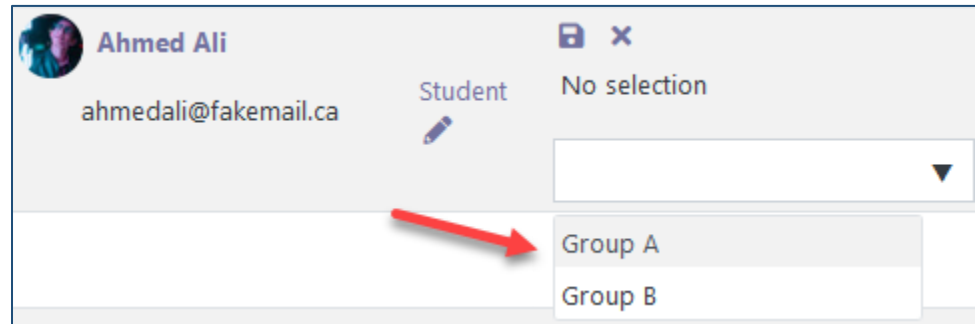 Ahmed Ali
ahmedali@fakemail.ca
Student
No selection
Group A
Group B